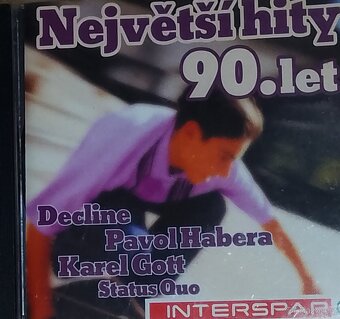 Největší hity
90.let
Decline
Pavol Habera
Karel Gott
Status Quo
INTERSPAR